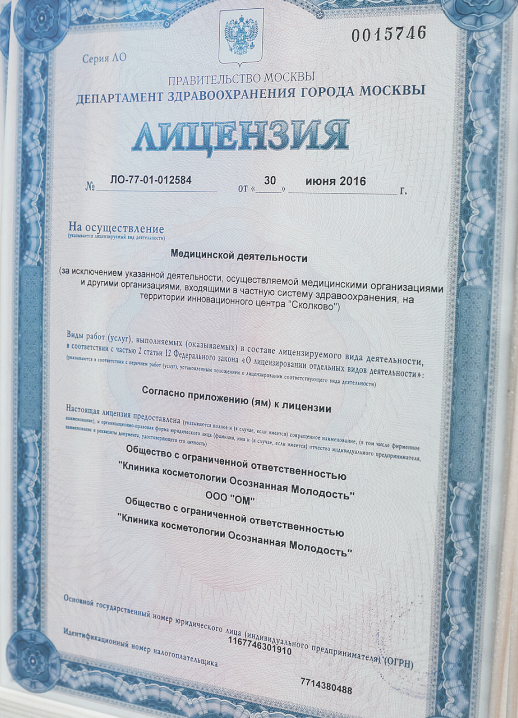 Серия ЛО
0015746
ПРАВИТЕЛЬСТВО МОСКВЫ
ДЕПАРТАМЕНТ ЗДРАВООХРАНЕНИЯ ГОРОДА МОСКВЫ
ЛИЦЕНЗИЯ
№ ЛО-77-01-012584 от «30» июня 2016 г.
На осуществление
(указывается лицензируемый вид деятельности)
Медицинской деятельности
(за исключением указанной деятельности, осуществляемой медицинскими организациями
и другими организациями, входящими в частную систему здравоохранения, на
территории инновационного центра "Сколково")
Виды работ (услуг), выполняемых (оказываемых) в составе лицензируемого вида деятельности,
в соответствии с частью 2 статьи 12 Федерального закона «О лицензировании отдельных видов деятельности»:
(указываются в соответствии с перечнем работ (услуг), установленным положением о лицензировании соответствующего вида деятельности)
Согласно приложению (ям) к лицензии
Настоящая лицензия предоставлена (указываются полное и (в случае, если имеется) сокращенное наименование, (в том числе фирменное
наименование), и организационно-правовая форма юридического лица (фамилия, имя и (в случае, если имеется) отчество индивидуального предпринимателя,
наименование и реквизиты документа, удостоверяющего его личность)
Общество с ограниченной ответственностью
"Клиника косметологии Осознанная Молодость"
ООО "ОМ"
Общество с ограниченной ответственностью
"Клиника косметологии Осознанная Молодость"
Основной государственный номер юридического лица (индивидуального предпринимателя) (ОГРН)
1167746301910
Идентификационный номер налогоплательщика
7714380488